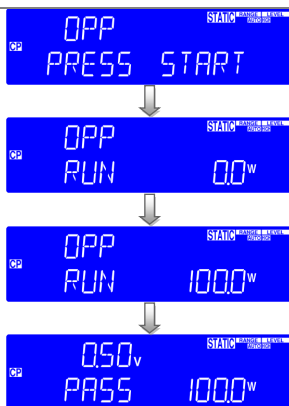 OPP STATIC RANGE LEVEL
CP AUTO
PRESS START
OPP STATIC RANGE LEVEL
CP AUTO
RUN 0.0W
OPP STATIC RANGE LEVEL
CP AUTO
RUN 100.0W
0.50V STATIC RANGE LEVEL
CP AUTO
PASS 100.0W